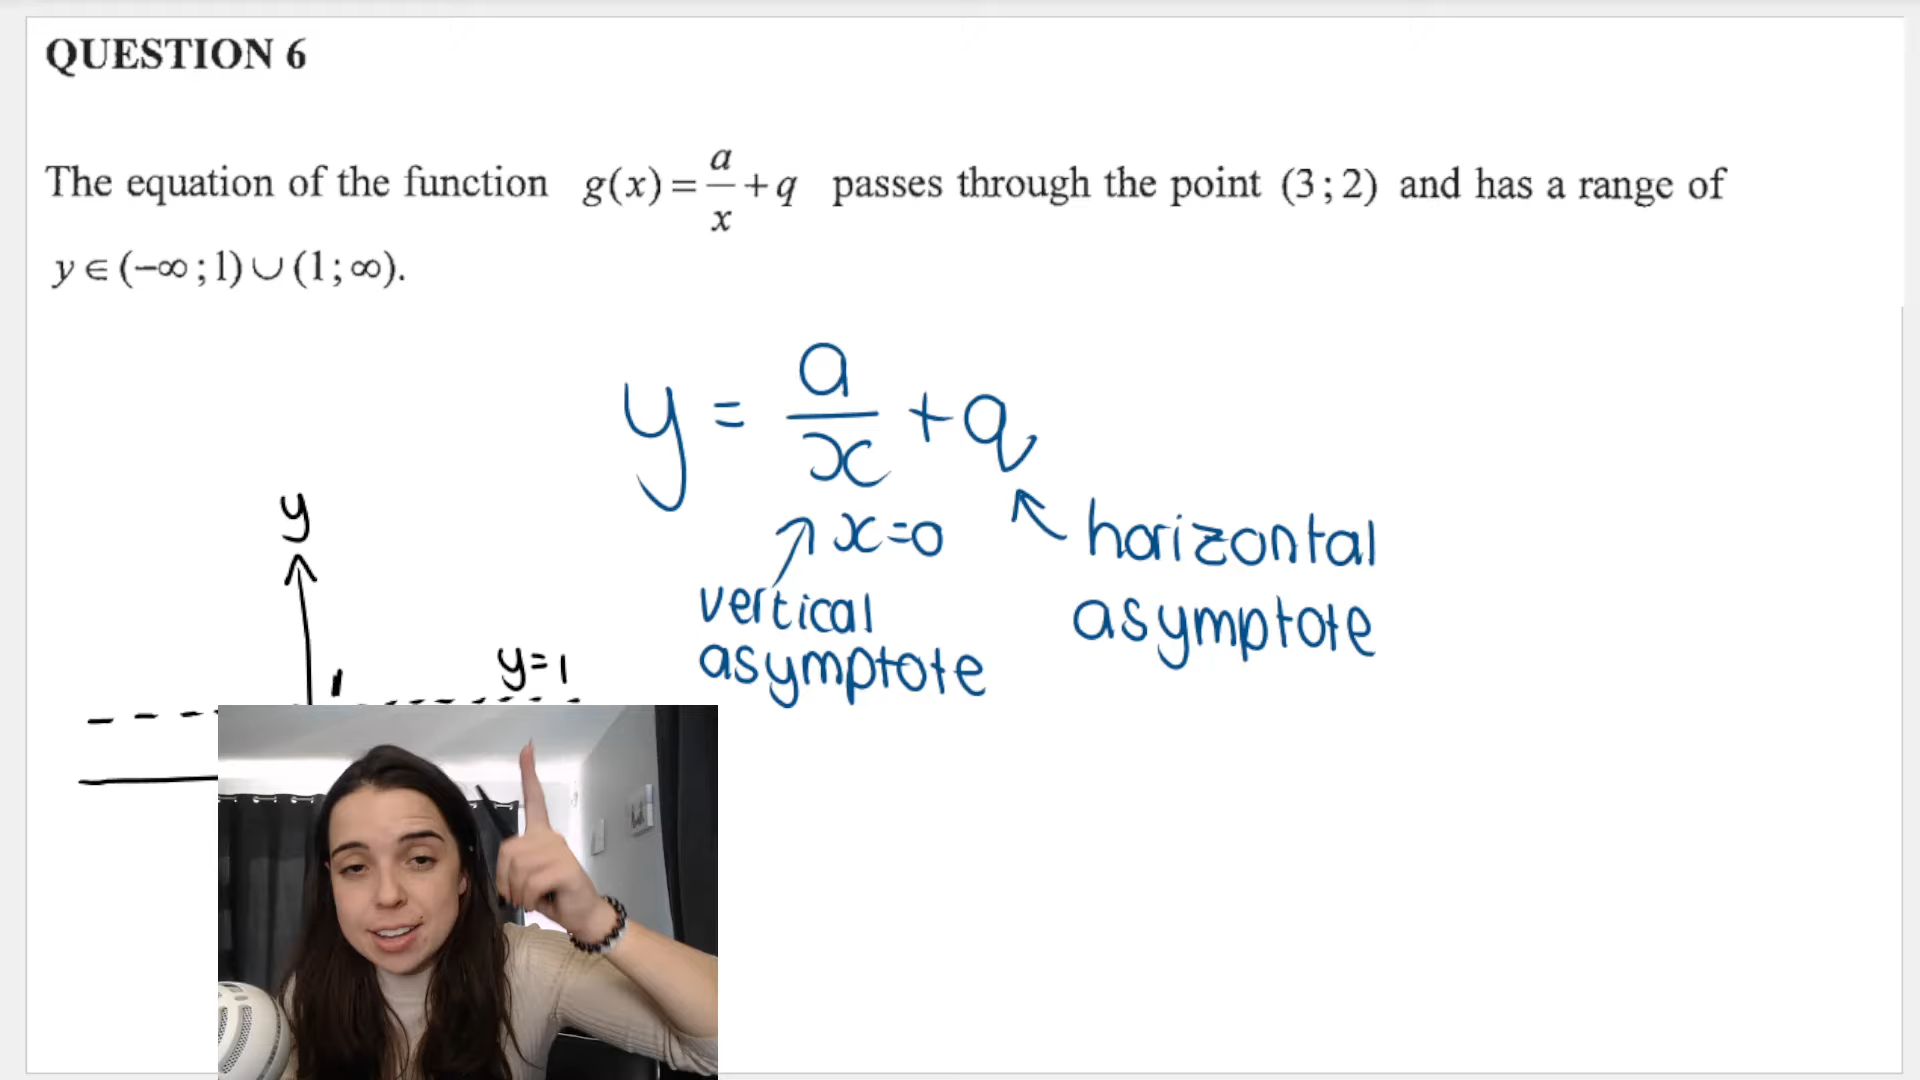 QUESTION 6
The equation of the function g(x) = a/x + q passes through the point (3 ; 2) and has a range of
y ∈ (−∞ ; 1) ∪ (1 ; ∞).
y = a/x + q
x=0
vertical
asymptote
horizontal
asymptote
y
1
y=1